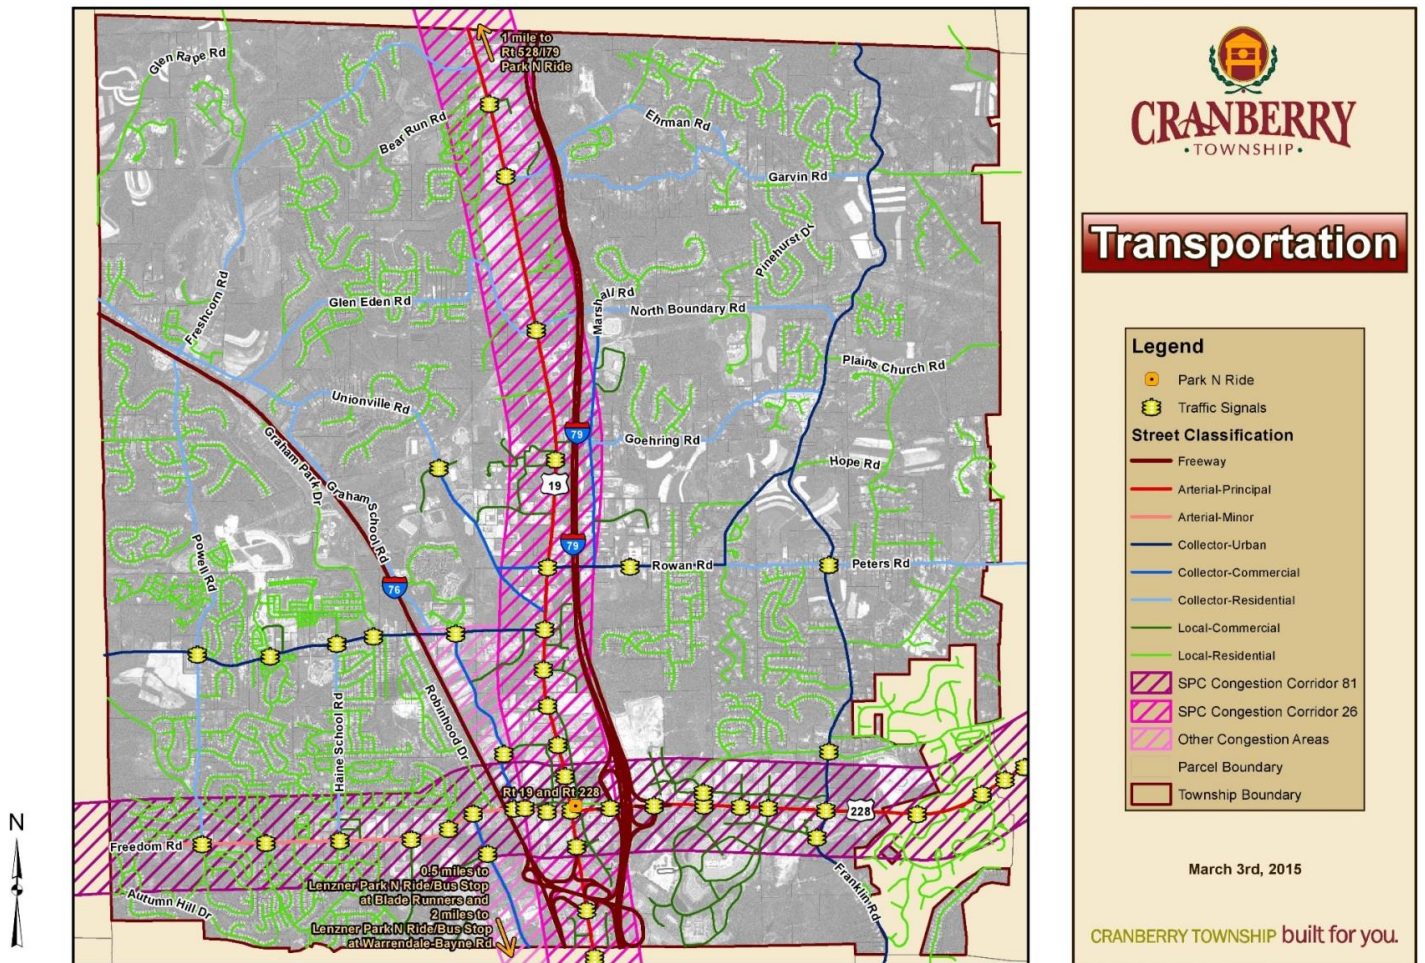 1 mile to
Rt 528/I79
Park N Ride
Glen Rape Rd
Bear Run Rd
Ehrman Rd
Garvin Rd
Pinehurst Dr
Freshcorn Rd
Glen Eden Rd
Marshall Rd
North Boundary Rd
Plains Church Rd
Unionville Rd
79
Goehring Rd
Graham Park Dr
Hope Rd
19
Graham School Rd
79
Powell Rd
Rowan Rd
Peters Rd
76
Haine School Rd
Robinhood Dr
Rt 19 and Rt 228
228
Freedom Rd
Autumn Hill Dr
0.5 miles to
Lenzner Park N Ride/Bus Stop
at Blade Runners and
2 miles to
Lenzner Park N Ride/Bus Stop
at Warrendale-Bayne Rd
Franklin Rd
N
CRANBERRY
• TOWNSHIP •
Transportation
Legend
Park N Ride
Traffic Signals
Street Classification
Freeway
Arterial-Principal
Arterial-Minor
Collector-Urban
Collector-Commercial
Collector-Residential
Local-Commercial
Local-Residential
SPC Congestion Corridor 81
SPC Congestion Corridor 26
Other Congestion Areas
Parcel Boundary
Township Boundary
March 3rd, 2015
CRANBERRY TOWNSHIP built for you.